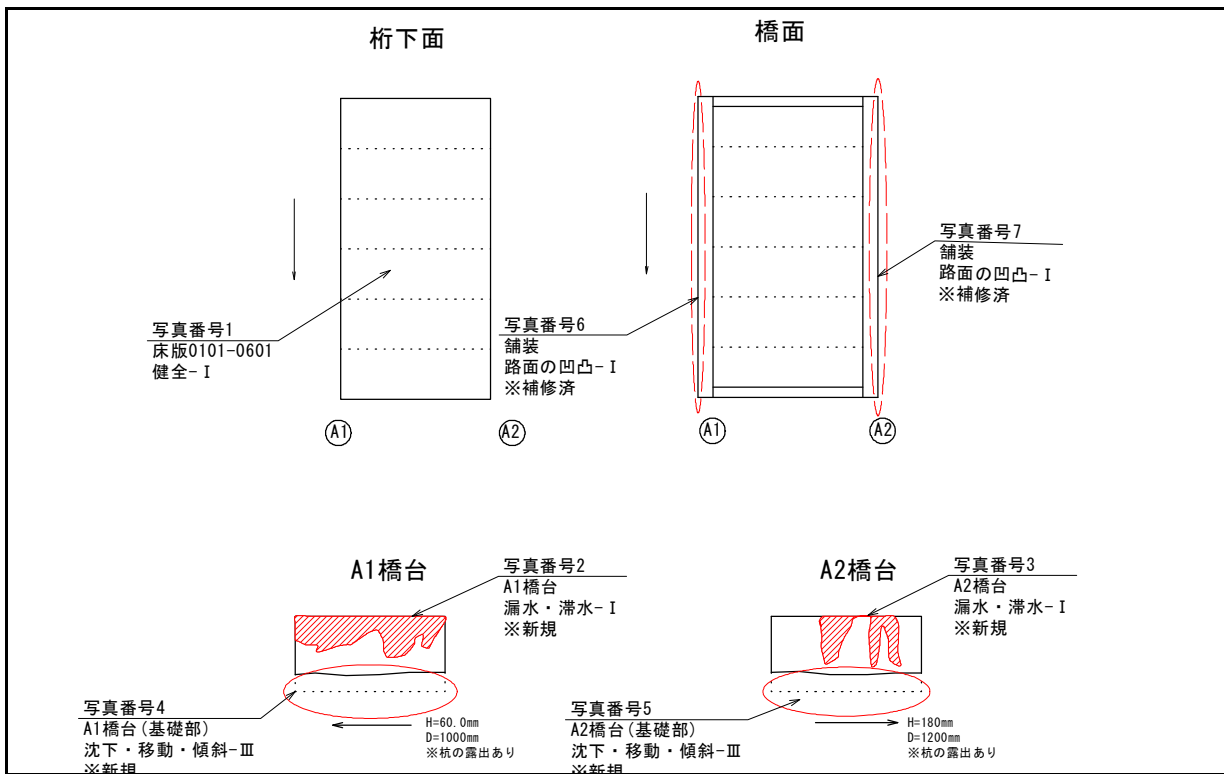 桁下面
橋面
写真番号1
床版0101-0601
健全-Ⅰ
写真番号6
舗装
路面の凹凸-Ⅰ
※補修済
写真番号7
舗装
路面の凹凸-Ⅰ
※補修済
A1
A2
A1
A2
A1橋台
写真番号2
A1橋台
漏水・滞水-Ⅰ
※新規
A2橋台
写真番号3
A2橋台
漏水・滞水-Ⅰ
※新規
写真番号4
A1橋台(基礎部)
沈下・移動・傾斜-Ⅲ
※新規
H=60.0mm
D=1000mm
※杭の露出あり
写真番号5
A2橋台(基礎部)
沈下・移動・傾斜-Ⅲ
※新規
H=180mm
D=1200mm
※杭の露出あり